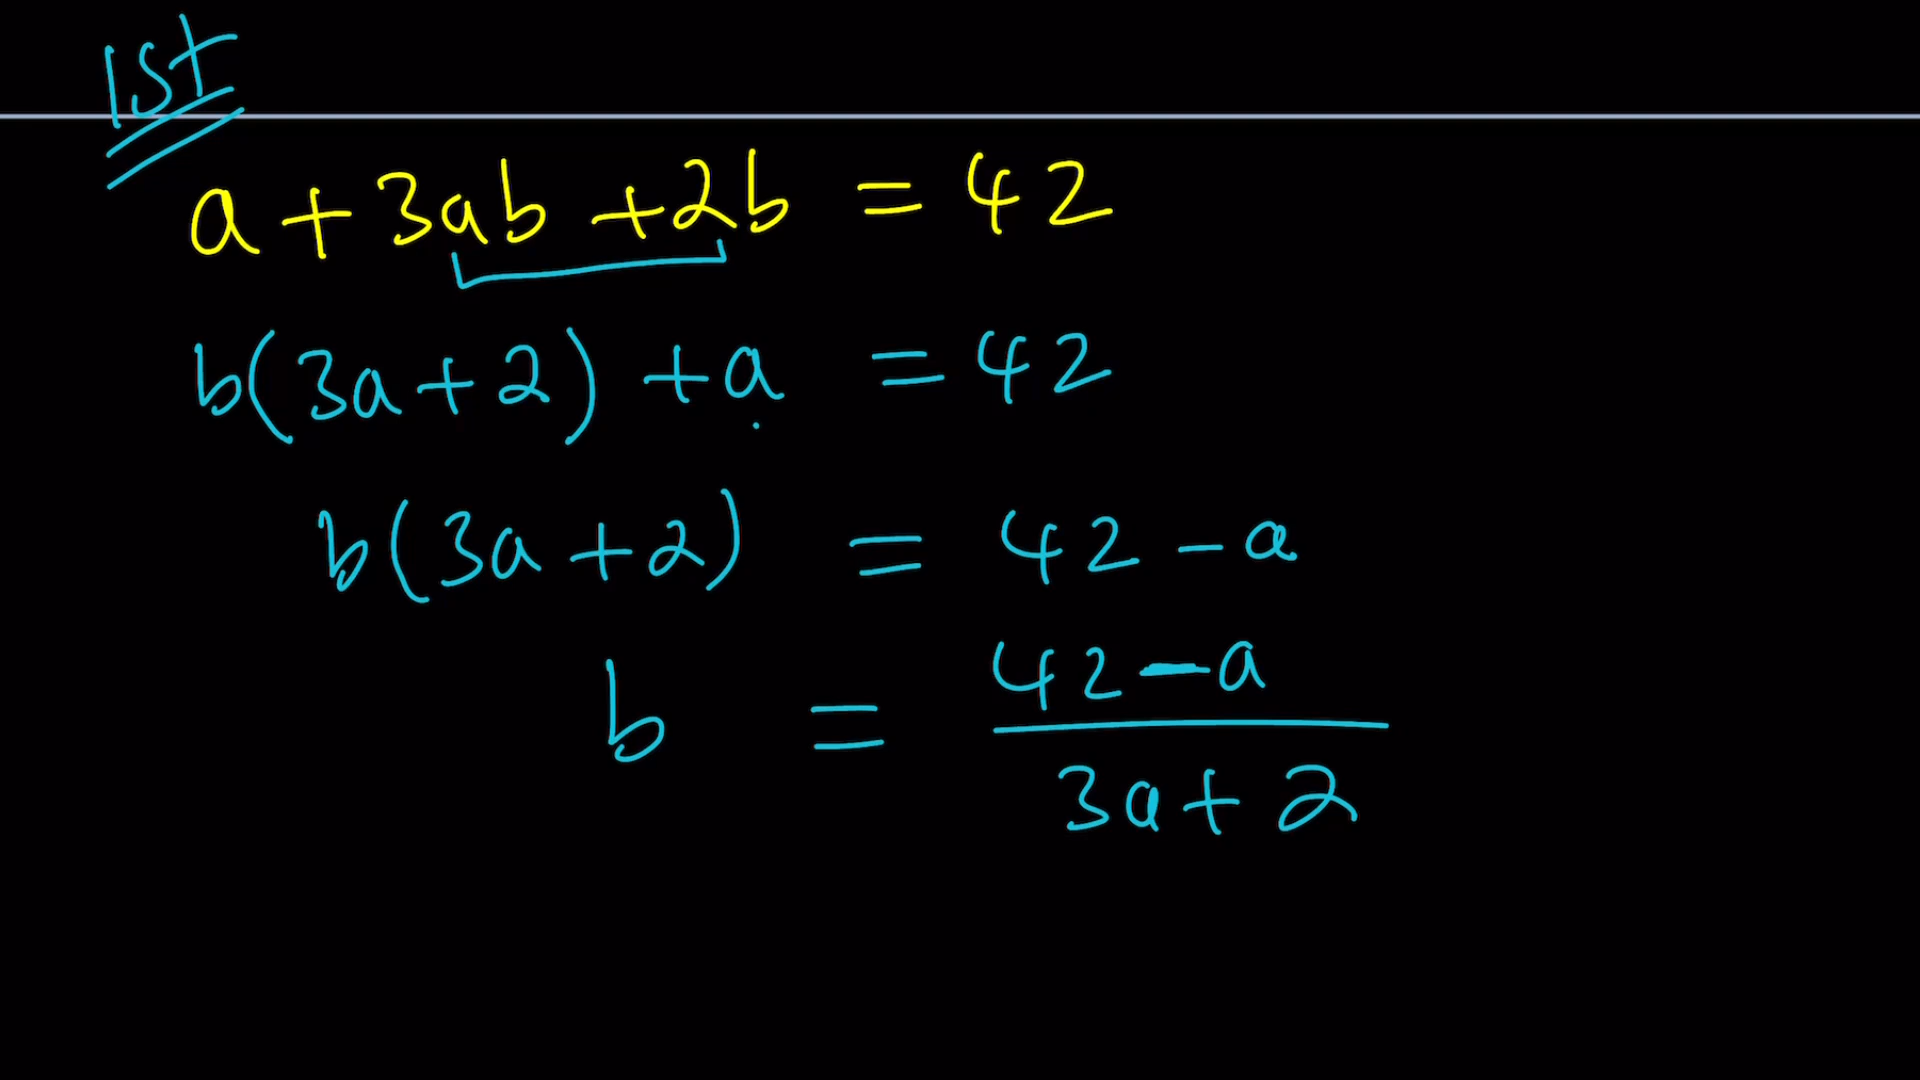 1st
a + 3ab + 2b = 42
b(3a + 2) + a = 42
b(3a + 2) = 42 - a
b = 42 - a
3a + 2